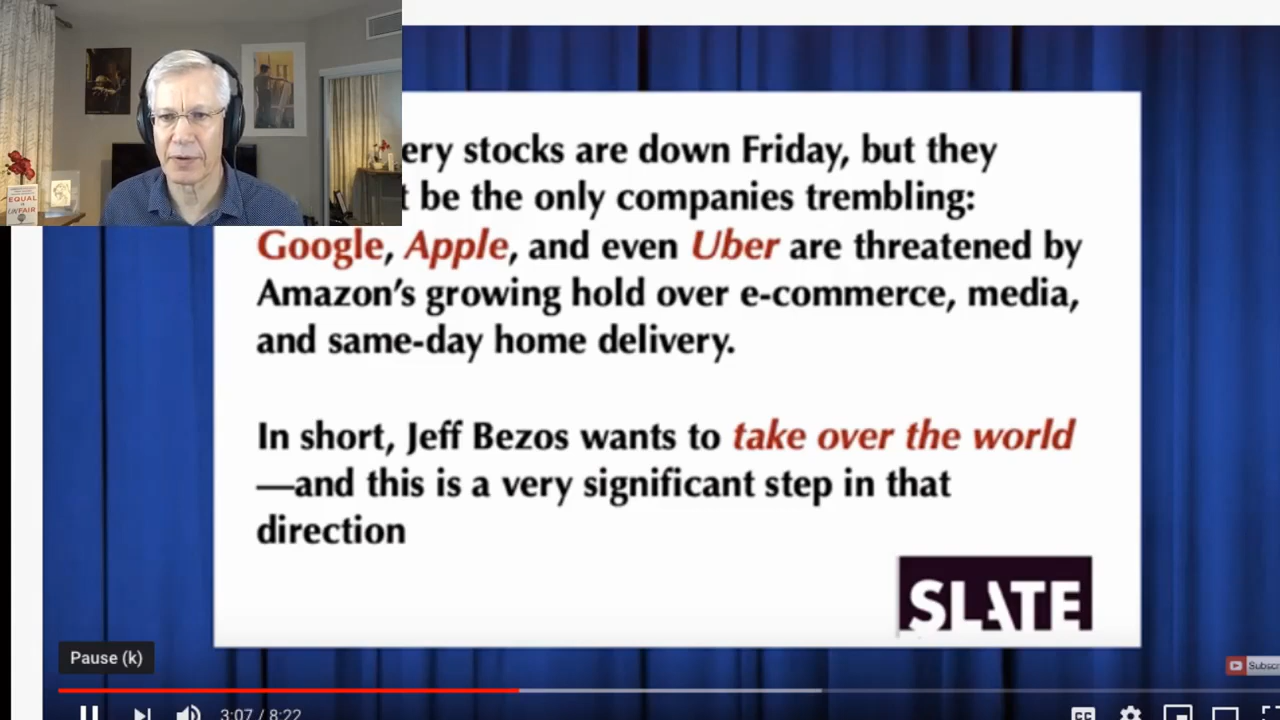 ery stocks are down Friday, but they
t be the only companies trembling:
Google, Apple, and even Uber are threatened by
Amazon’s growing hold over e-commerce, media,
and same-day home delivery.
In short, Jeff Bezos wants to take over the world
—and this is a very significant step in that
direction
SLATE
EQUAL
IS
UNFAIR
Pause (k)
Subscr
3:07 / 8:22
CC